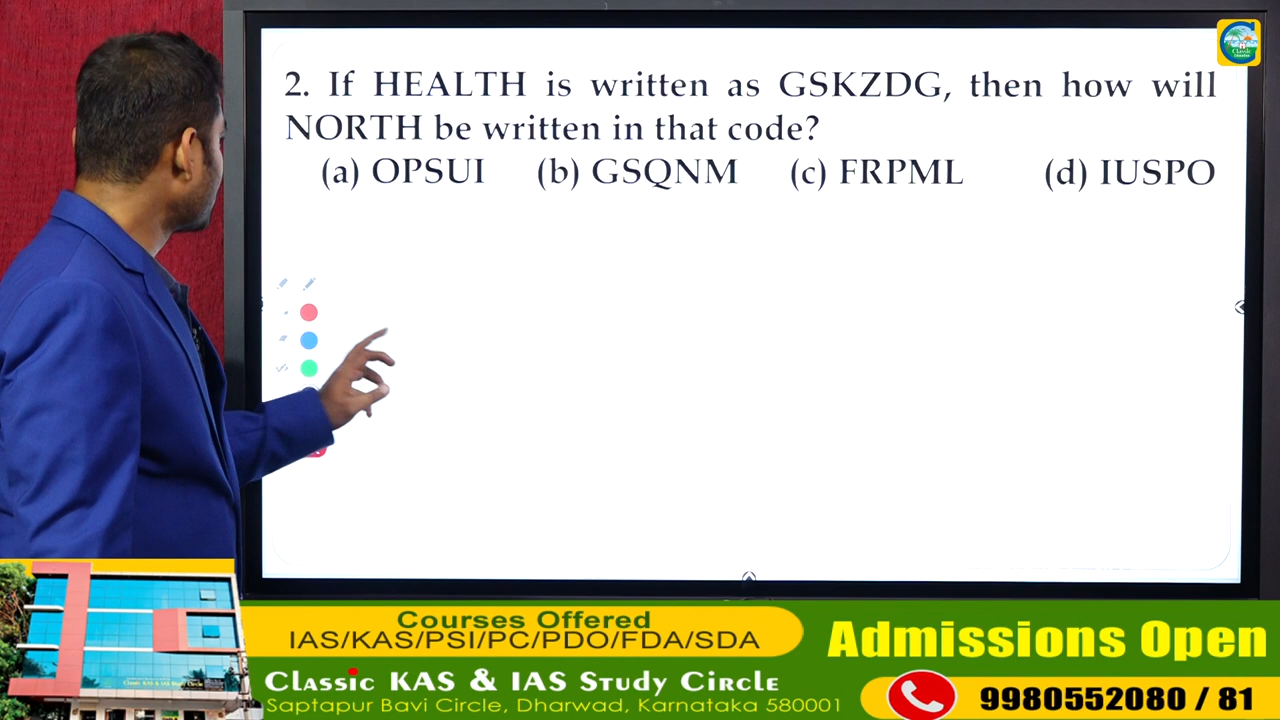 2. If HEALTH is written as GSKZDG, then how will
NORTH be written in that code?
(a) OPSUI (b) GSQNM (c) FRPML (d) IUSPO
Courses Offered
IAS/KAS/PSI/PC/PDO/FDA/SDA
Classic KAS & IAS Study Circle
Saptapur Bavi Circle, Dharwad, Karnataka 580001
Admissions Open
9980552080 / 81